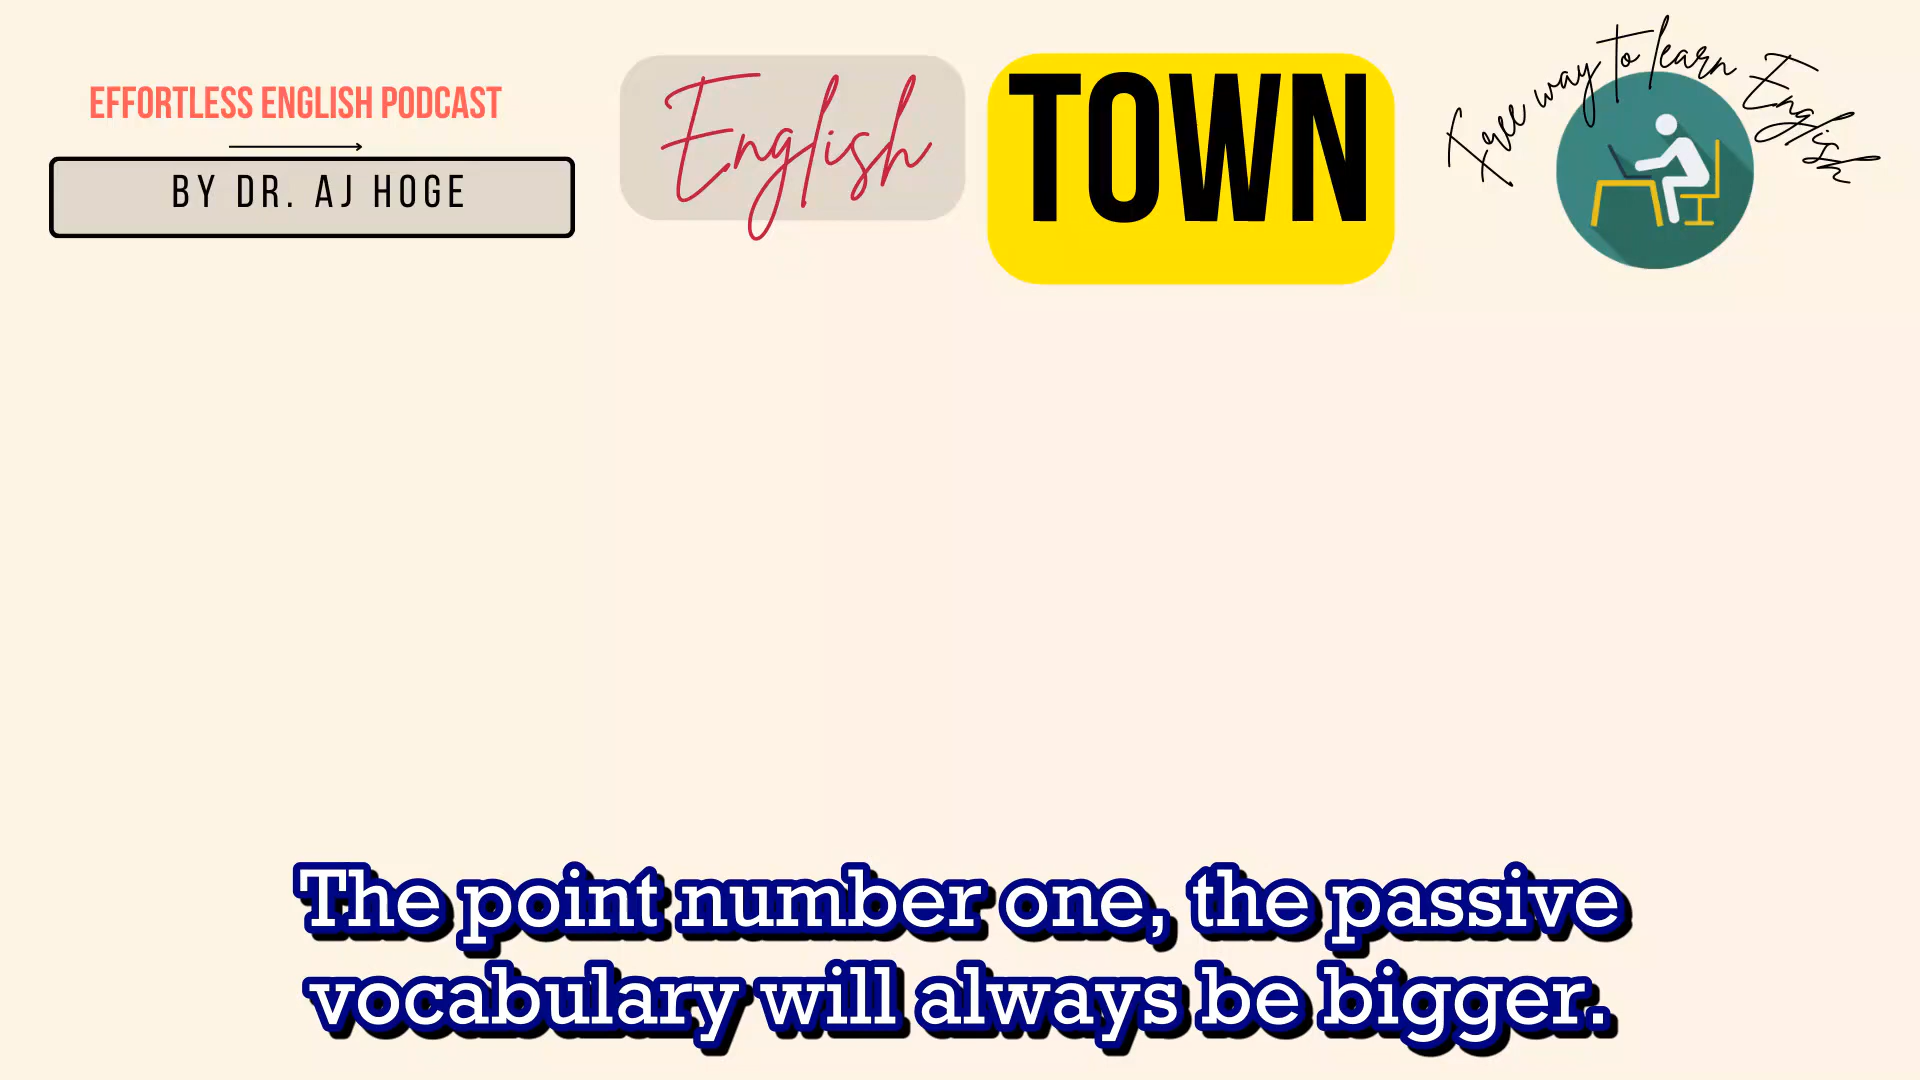 EFFORTLESS ENGLISH PODCAST
BY DR. AJ HOGE
English
TOWN
Free way to learn English
The point number one, the passive
vocabulary will always be bigger.